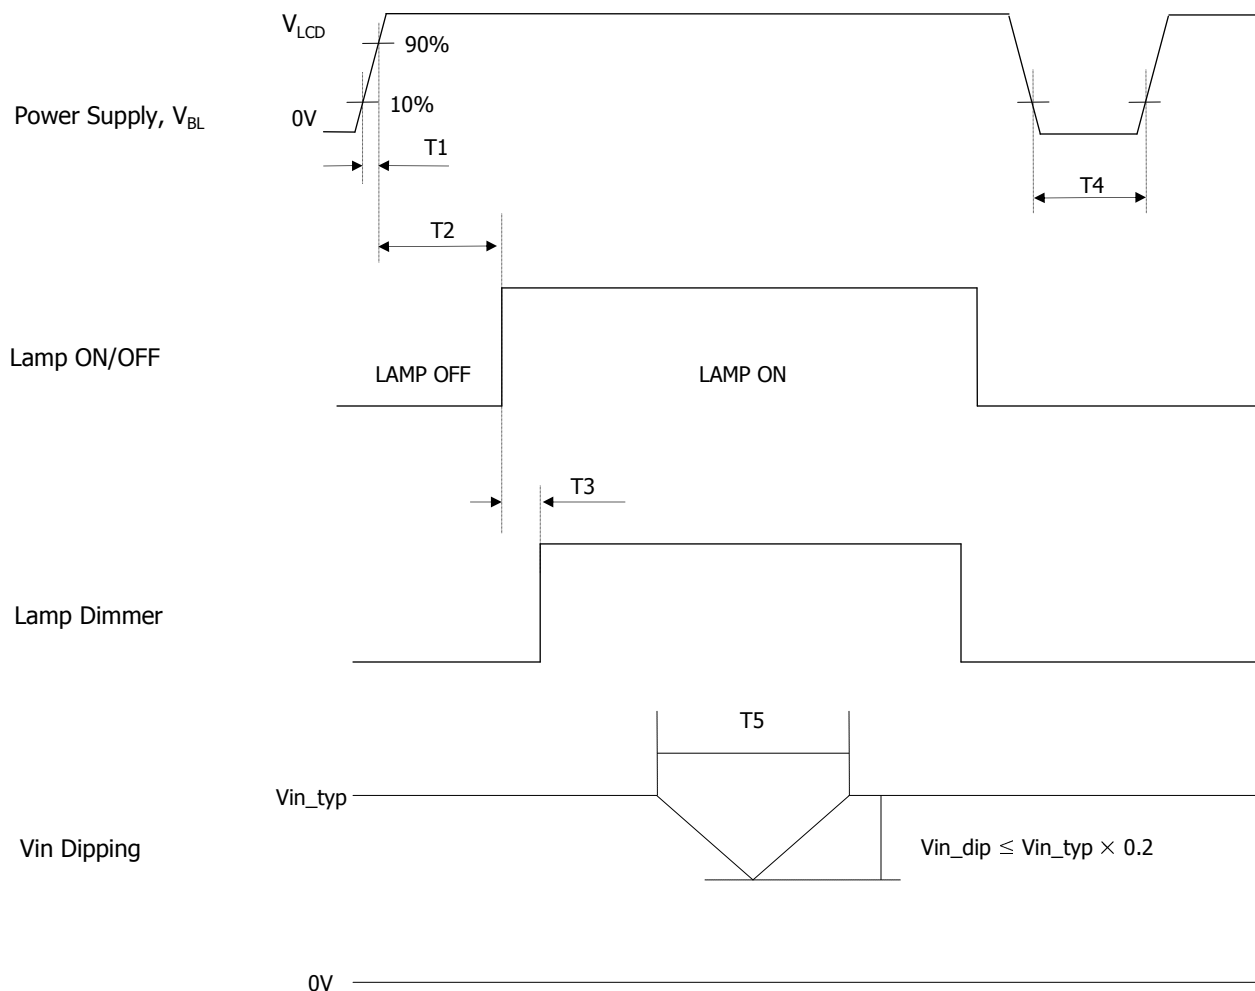 V_LCD
90%
Power Supply, V_BL
0V
10%
T1
T4
T2
Lamp ON/OFF
LAMP OFF
LAMP ON
T3
Lamp Dimmer
T5
Vin_typ
Vin Dipping
Vin_dip ≤ Vin_typ × 0.2
0V